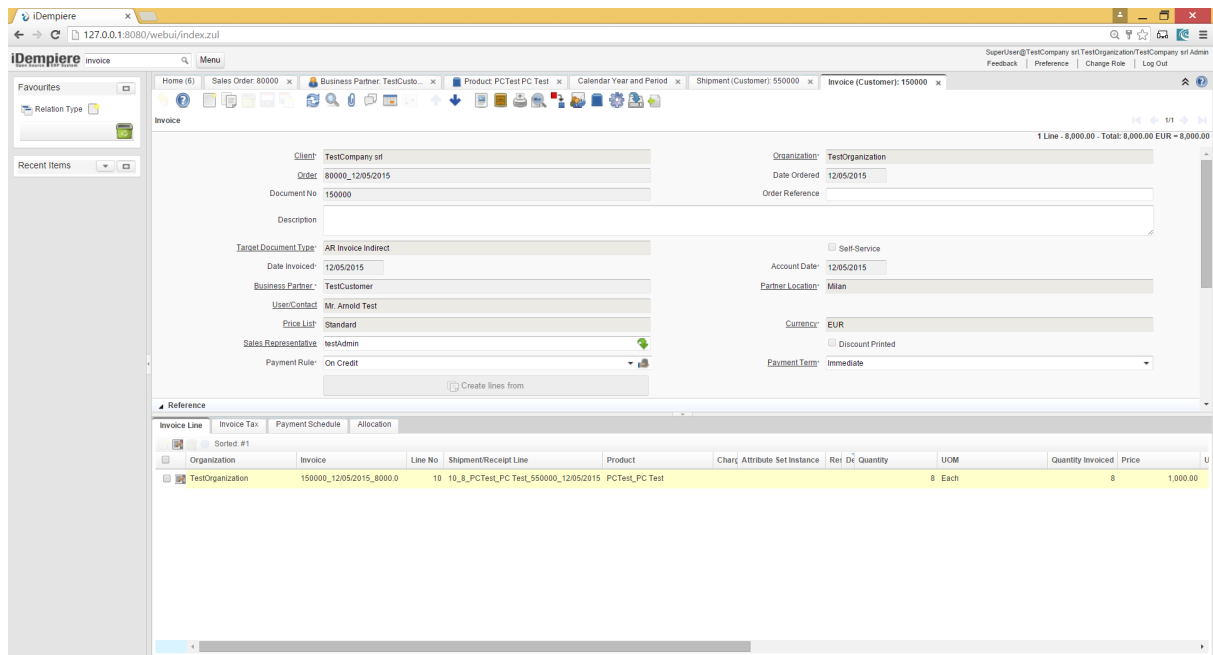 iDempiere
127.0.0.1:8080/webui/index.zul
iDempiere invoice Menu
SuperUser@TestCompany srl.TestOrganization/TestCompany srl Admin
Feedback Preference Change Role Log Out
Favourites
Relation Type
Recent Items
Home (6) Sales Order: 80000 Business Partner: TestCusto... Product: PCTest PC Test Calendar Year and Period Shipment (Customer): 550000 Invoice (Customer): 150000
Invoice 1/1
1 Line - 8,000.00 - Total: 8,000.00 EUR = 8,000.00
Client TestCompany srl Organization TestOrganization
Order 80000_12/05/2015 Date Ordered 12/05/2015
Document No 150000 Order Reference
Description
Target Document Type AR Invoice Indirect Self-Service
Date Invoiced 12/05/2015 Account Date 12/05/2015
Business Partner TestCustomer Partner Location Milan
User/Contact Mr. Arnold Test
Price List Standard Currency EUR
Sales Representative testAdmin Discount Printed
Payment Rule On Credit Payment Term Immediate
Create lines from
Reference
Invoice Line Invoice Tax Payment Schedule Allocation
Sorted: #1
Organization Invoice Line No Shipment/Receipt Line Product Charg Attribute Set Instance Res De Quantity UOM Quantity Invoiced Price U
TestOrganization 150000_12/05/2015_8000.0 10 10_8_PCTest_PC Test_550000_12/05/2015 PCTest_PC Test 8 Each 8 1,000.00